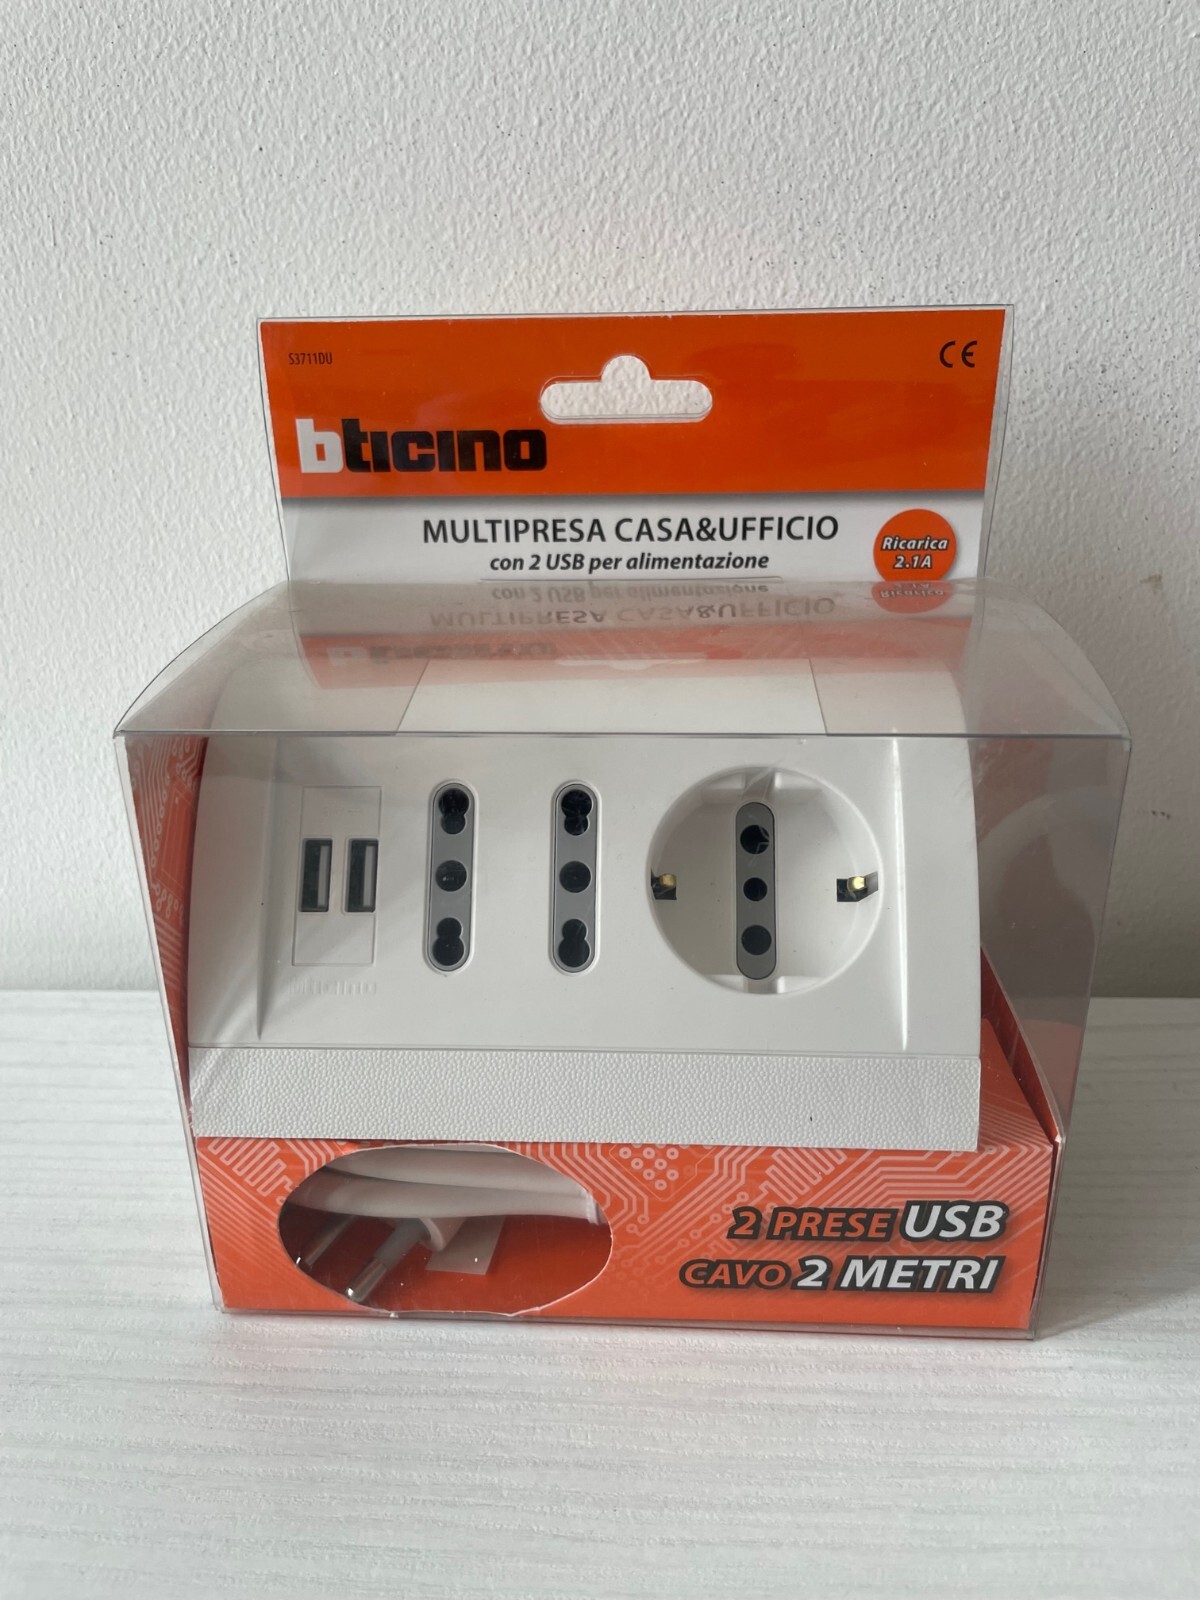 S3711DU
CE
bticino
MULTIPRESA CASA&UFFICIO
con 2 USB per alimentazione
Ricarica
2.1A
bticino
2 PRESE USB
CAVO 2 METRI